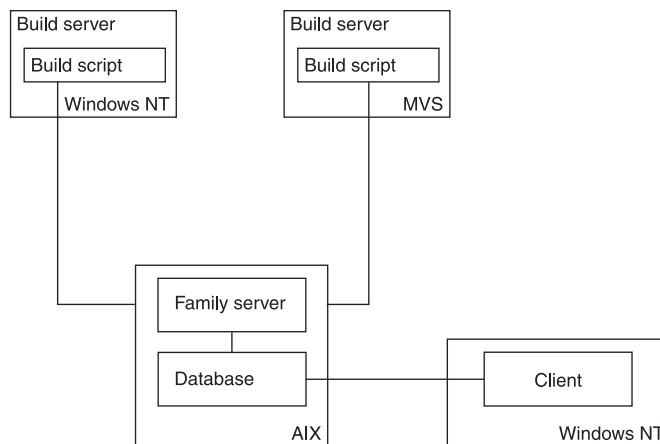 Build server
Build script
Windows NT
Build server
Build script
MVS
Family server
Database
AIX
Client
Windows NT